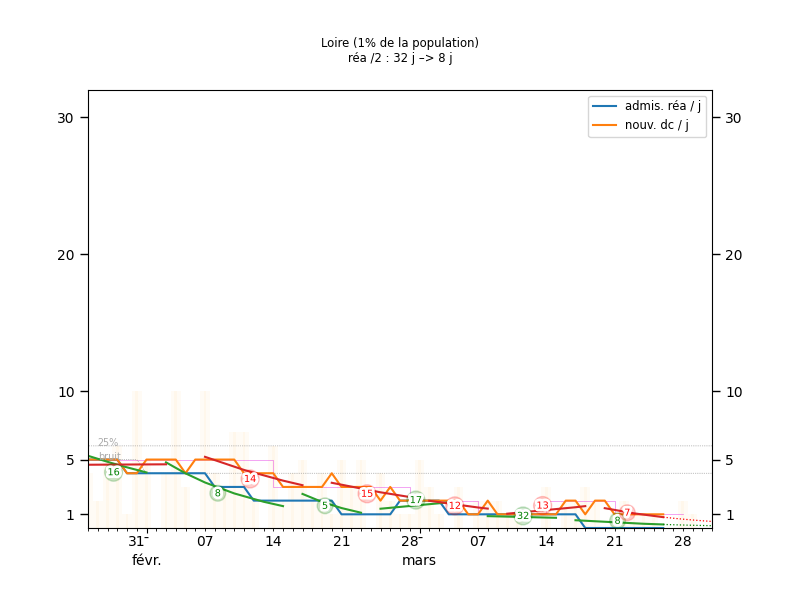 Loire (1% de la population)
réa /2 : 32 j –> 8 j
admis. réa / j
nouv. dc / j
30 30
20 20
10 10
25%
bruit
5 5
16 8 14 5 15 17 12 32 13 8 7
1 1
31 07 14 21 28 07 14 21 28
févr. mars